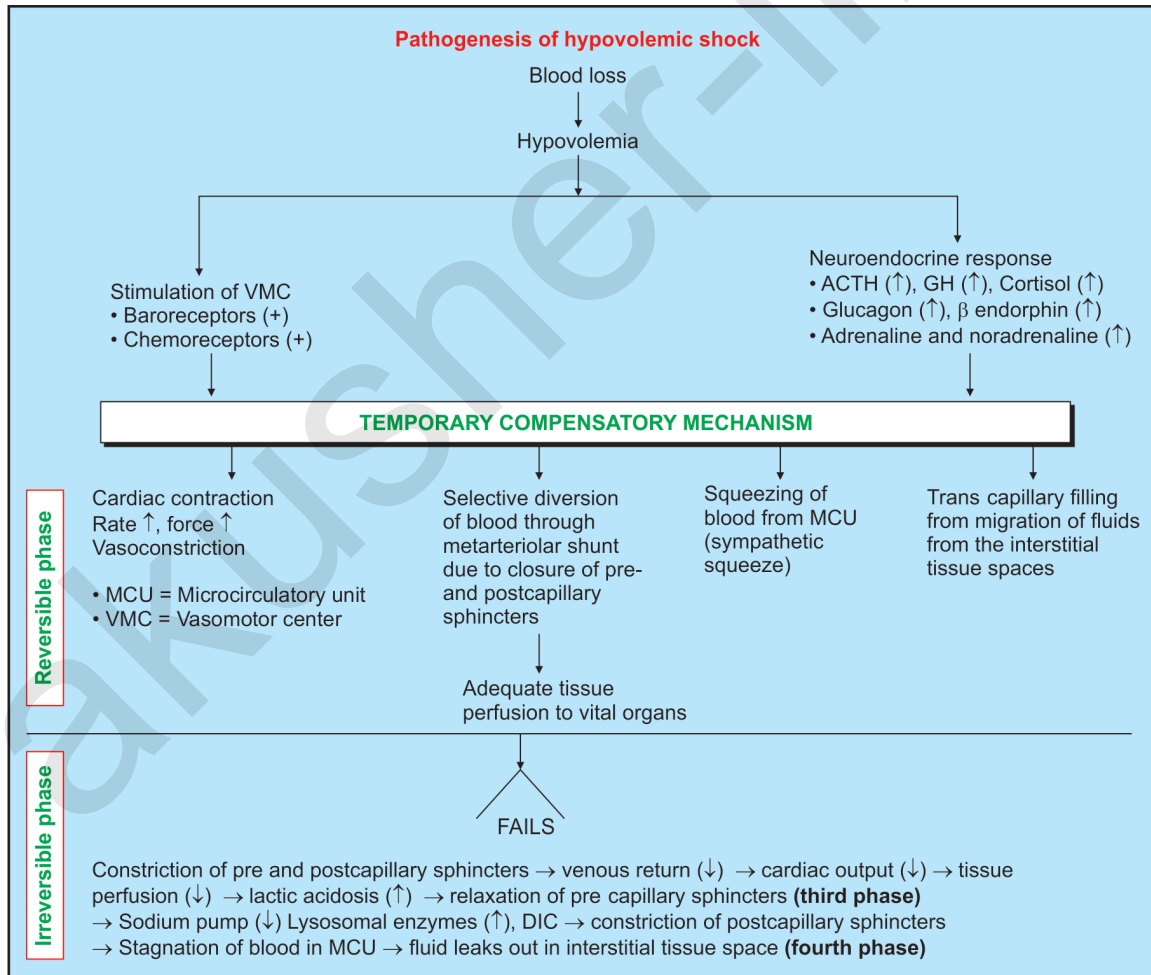 Pathogenesis of hypovolemic shock
Blood loss
Hypovolemia
Stimulation of VMC
• Baroreceptors (+)
• Chemoreceptors (+)
Neuroendocrine response
• ACTH (↑), GH (↑), Cortisol (↑)
• Glucagon (↑), β endorphin (↑)
• Adrenaline and noradrenaline (↑)
TEMPORARY COMPENSATORY MECHANISM
Reversible phase
Cardiac contraction
Rate ↑, force ↑
Vasoconstriction
• MCU = Microcirculatory unit
• VMC = Vasomotor center
Selective diversion
of blood through
metarteriolar shunt
due to closure of pre-
and postcapillary
sphincters
Squeezing of
blood from MCU
(sympathetic
squeeze)
Trans capillary filling
from migration of fluids
from the interstitial
tissue spaces
Adequate tissue
perfusion to vital organs
Irreversible phase
FAILS
Constriction of pre and postcapillary sphincters → venous return (↓) → cardiac output (↓) → tissue
perfusion (↓) → lactic acidosis (↑) → relaxation of pre capillary sphincters (third phase)
→ Sodium pump (↓) Lysosomal enzymes (↑), DIC → constriction of postcapillary sphincters
→ Stagnation of blood in MCU → fluid leaks out in interstitial tissue space (fourth phase)
akusher-li